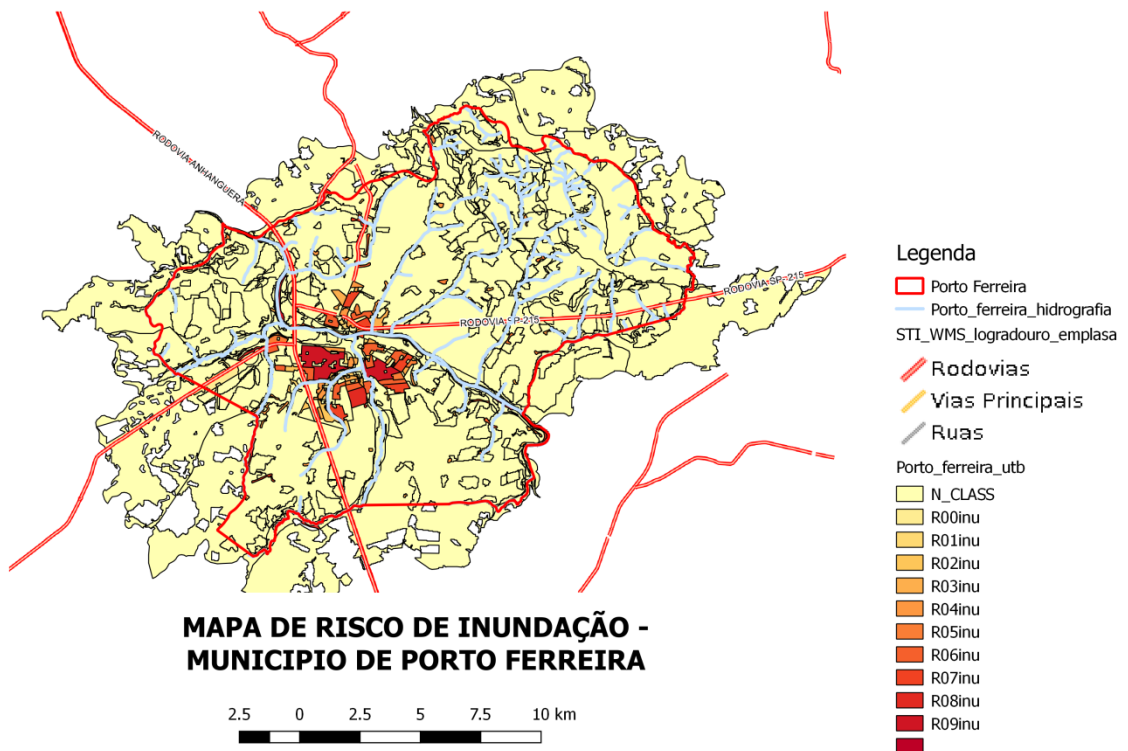 RODOVIA ANHANGUERA
RODOVIA SP-215
RODOVIA SP-215
Legenda
Porto Ferreira
Porto_ferreira_hidrografia
STI_WMS_logradouro_emplasa
Rodovias
Vias Principais
Ruas
Porto_ferreira_utb
N_CLASS
R00inu
R01inu
R02inu
R03inu
R04inu
R05inu
R06inu
R07inu
R08inu
R09inu
MAPA DE RISCO DE INUNDAÇÃO -
MUNICIPIO DE PORTO FERREIRA
2.5 0 2.5 5 7.5 10 km